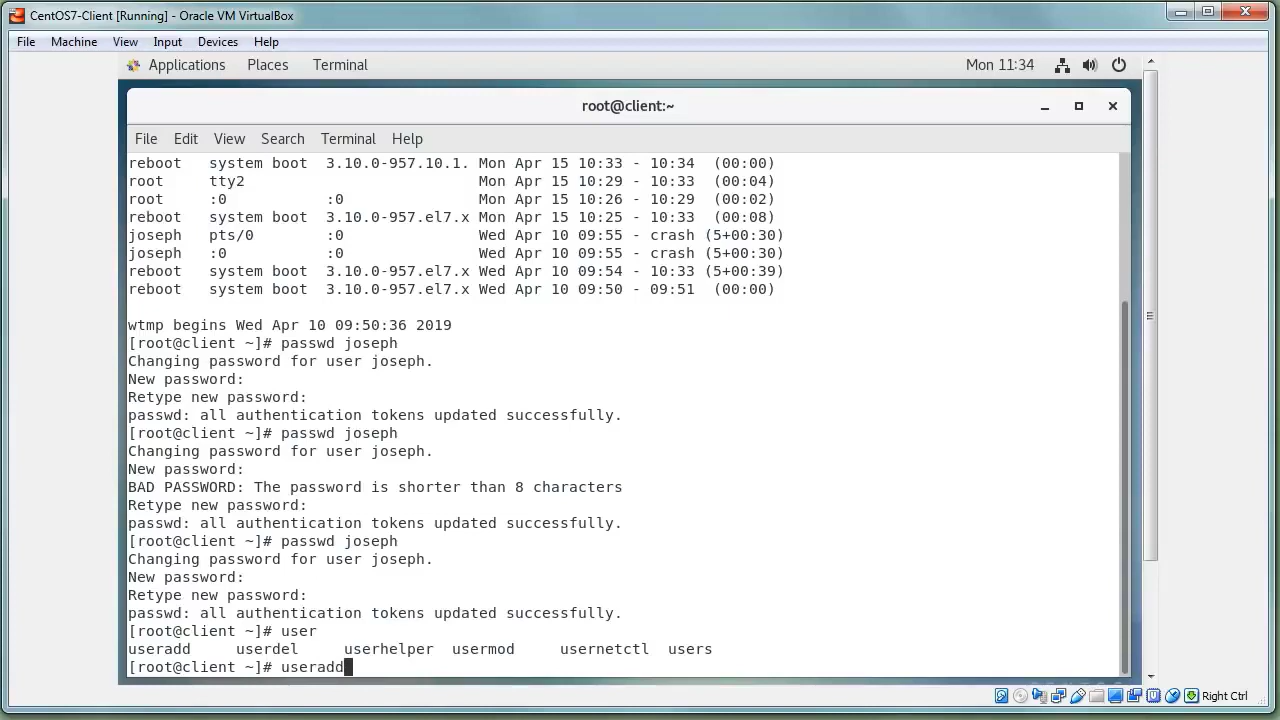 CentOS7-Client [Running] - Oracle VM VirtualBox
File Machine View Input Devices Help
Applications Places Terminal Mon 11:34
root@client:~
File Edit View Search Terminal Help
reboot   system boot  3.10.0-957.10.1. Mon Apr 15 10:33 - 10:34  (00:00)
root     tty2                          Mon Apr 15 10:29 - 10:33  (00:04)
root     :0           :0               Mon Apr 15 10:26 - 10:29  (00:02)
reboot   system boot  3.10.0-957.el7.x Mon Apr 15 10:25 - 10:33  (00:08)
joseph   pts/0        :0               Wed Apr 10 09:55 - crash (5+00:30)
joseph   :0           :0               Wed Apr 10 09:55 - crash (5+00:30)
reboot   system boot  3.10.0-957.el7.x Wed Apr 10 09:54 - 10:33 (5+00:39)
reboot   system boot  3.10.0-957.el7.x Wed Apr 10 09:50 - 09:51  (00:00)
wtmp begins Wed Apr 10 09:50:36 2019
[root@client ~]# passwd joseph
Changing password for user joseph.
New password:
Retype new password:
passwd: all authentication tokens updated successfully.
[root@client ~]# passwd joseph
Changing password for user joseph.
New password:
BAD PASSWORD: The password is shorter than 8 characters
Retype new password:
passwd: all authentication tokens updated successfully.
[root@client ~]# passwd joseph
Changing password for user joseph.
New password:
Retype new password:
passwd: all authentication tokens updated successfully.
[root@client ~]# user
useradd     userdel     userhelper  usermod     usernetctl  users
[root@client ~]# useradd
Right Ctrl